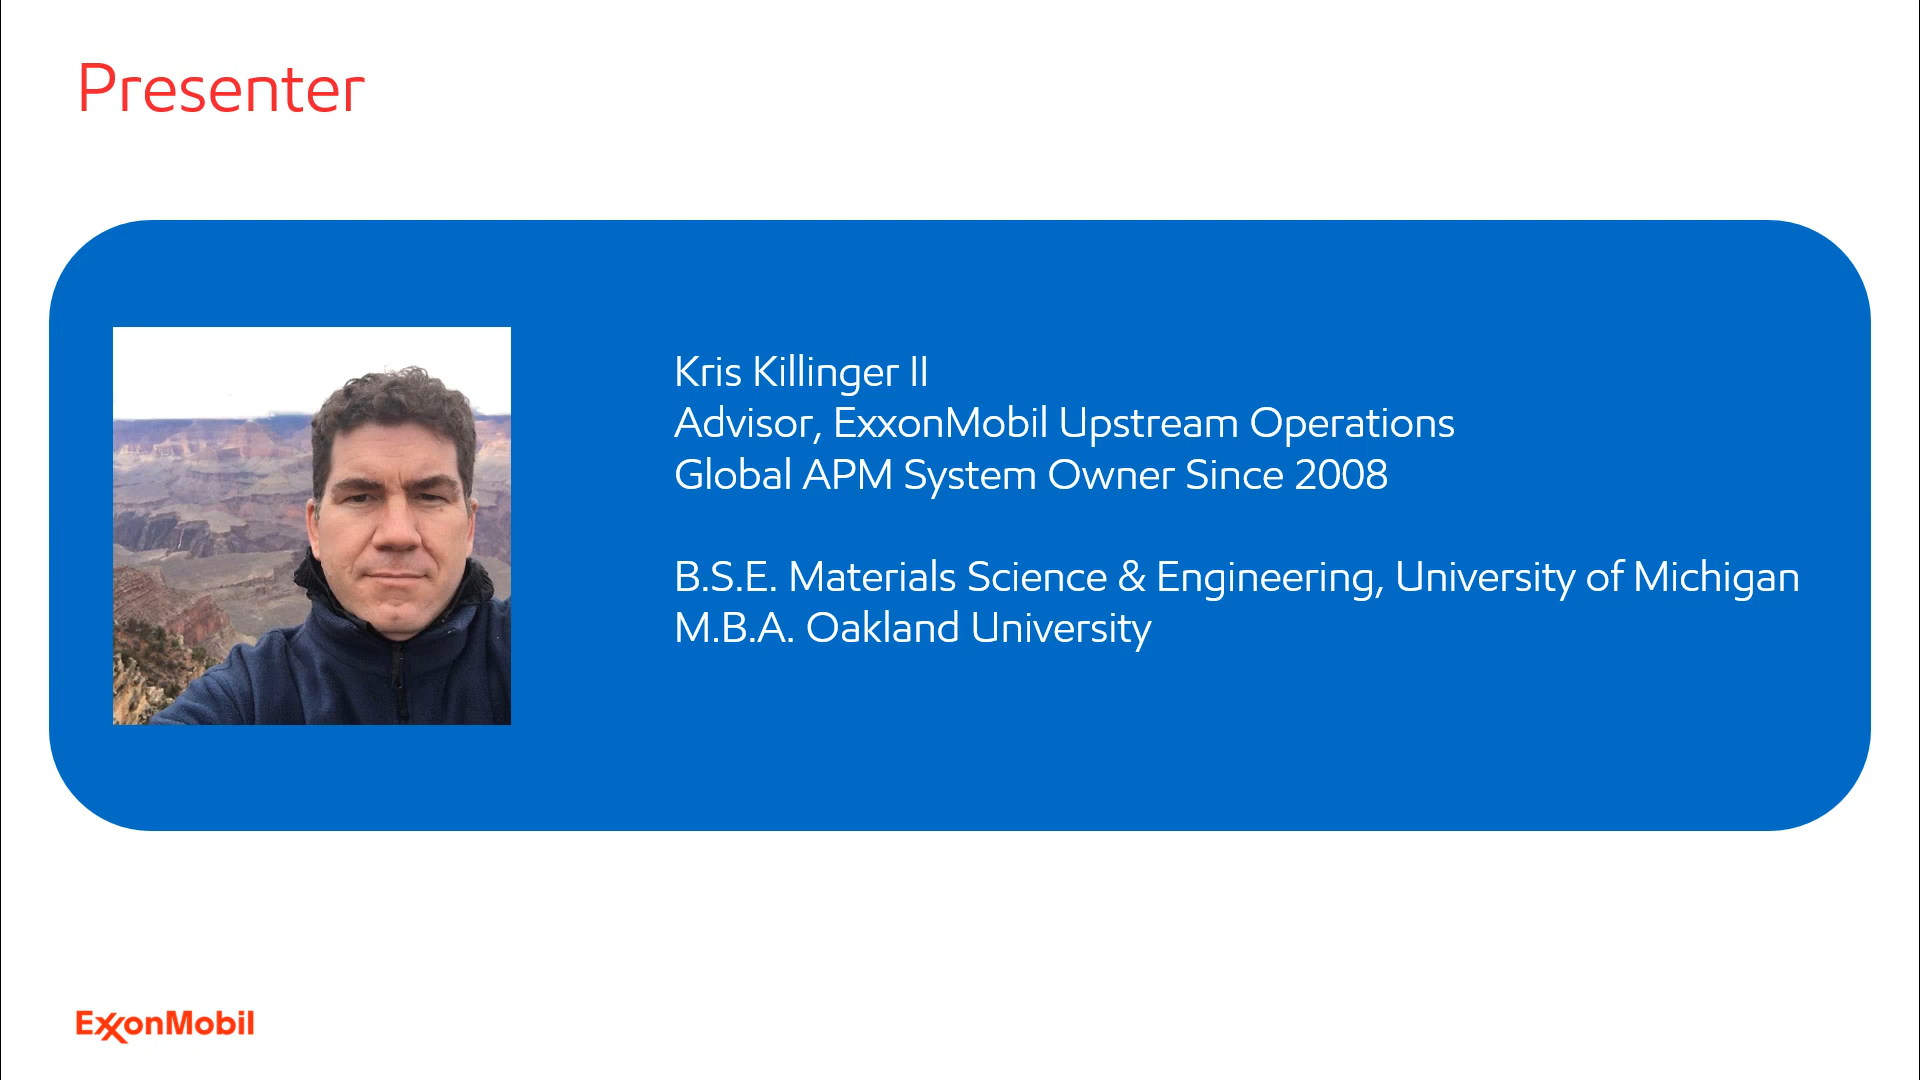 Presenter
Kris Killinger II
Advisor, ExxonMobil Upstream Operations
Global APM System Owner Since 2008
B.S.E. Materials Science & Engineering, University of Michigan
M.B.A. Oakland University
ExxonMobil